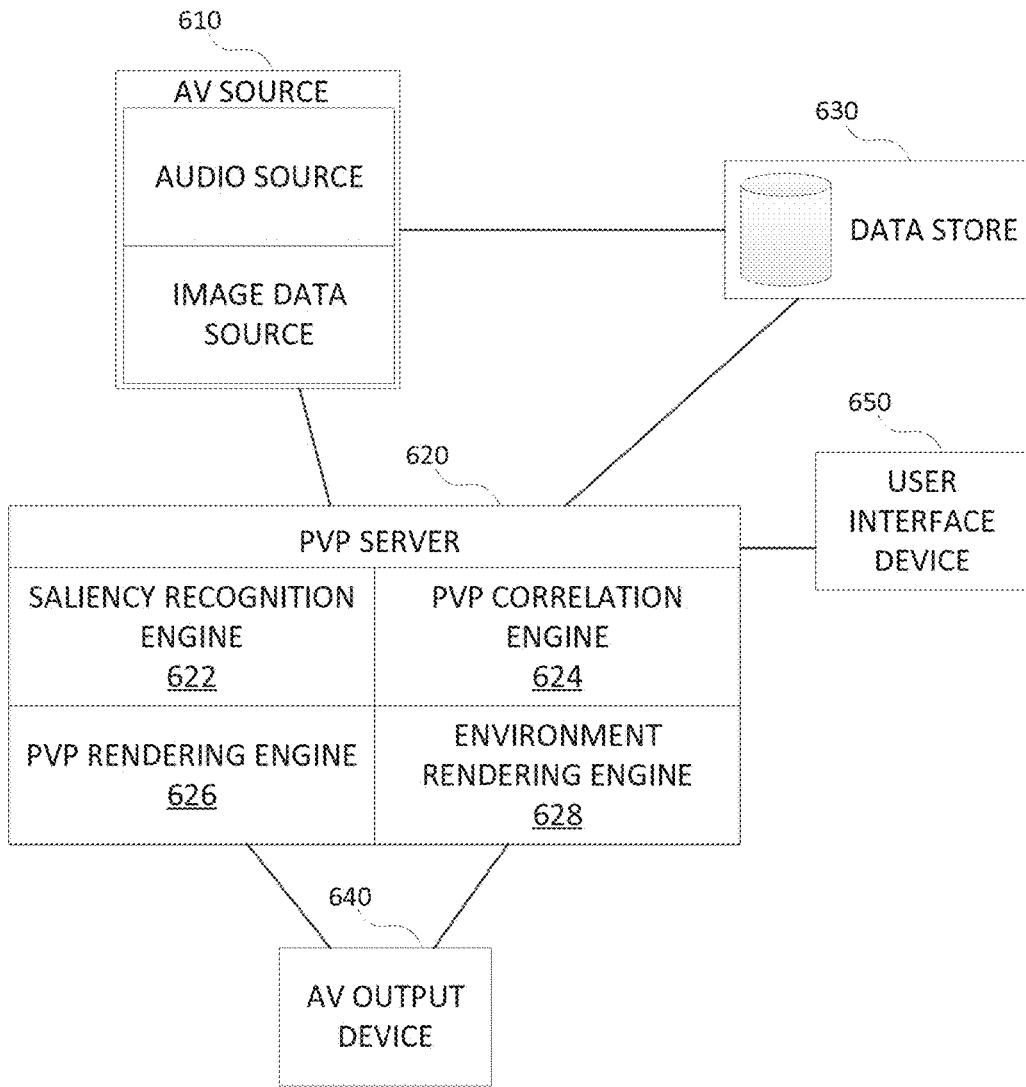 610
AV SOURCE
AUDIO SOURCE
IMAGE DATA
SOURCE
630
DATA STORE
650
USER
INTERFACE
DEVICE
620
PVP SERVER
SALIENCY RECOGNITION
ENGINE
622
PVP CORRELATION
ENGINE
624
PVP RENDERING ENGINE
626
ENVIRONMENT
RENDERING ENGINE
628
640
AV OUTPUT
DEVICE